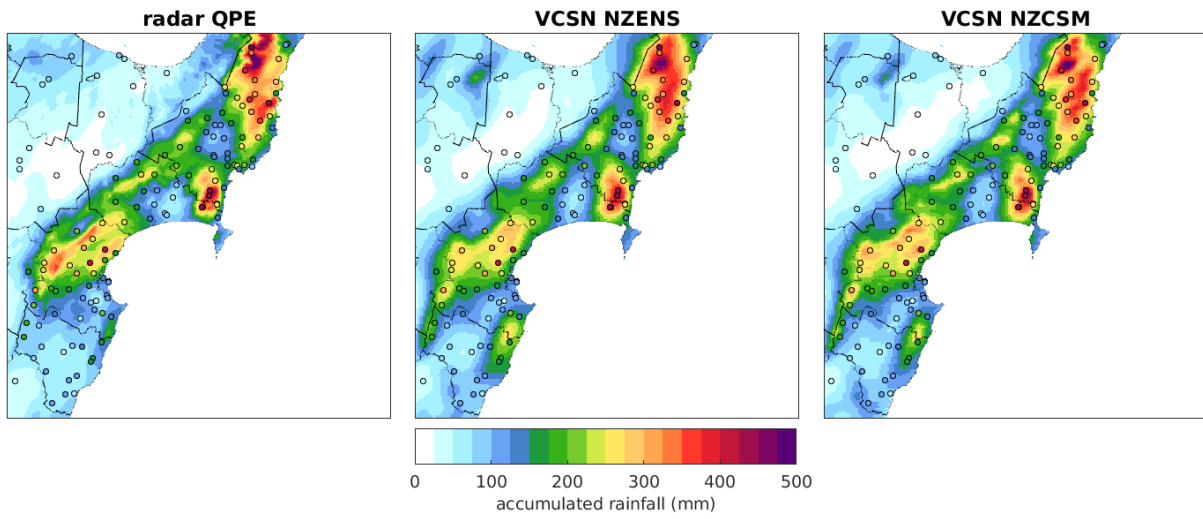 radar QPE
VCSN NZENS
VCSN NZCSM
0 100 200 300 400 500
accumulated rainfall (mm)